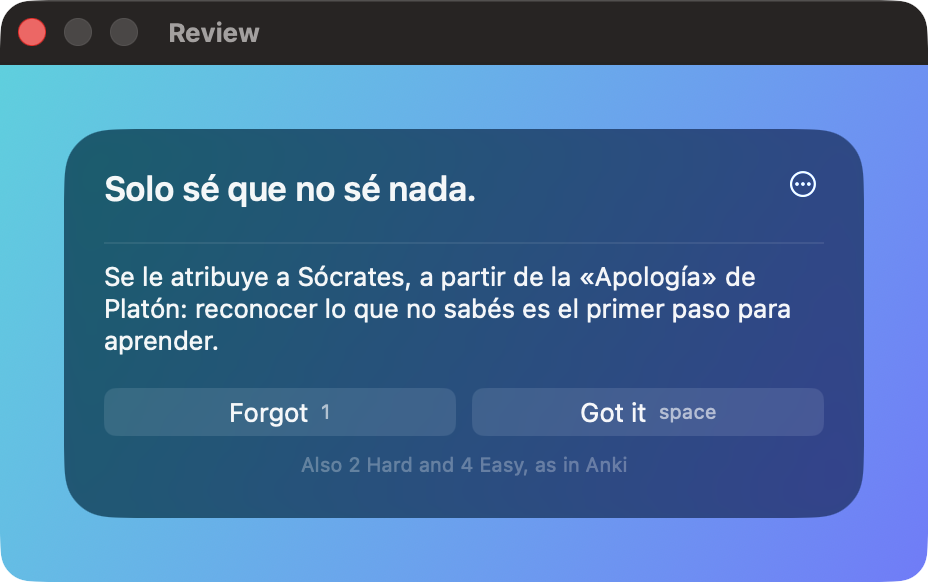 Review
Solo sé que no sé nada.
Se le atribuye a Sócrates, a partir de la «Apología» de
Platón: reconocer lo que no sabés es el primer paso para
aprender.
Forgot 1
Got it space
Also 2 Hard and 4 Easy, as in Anki